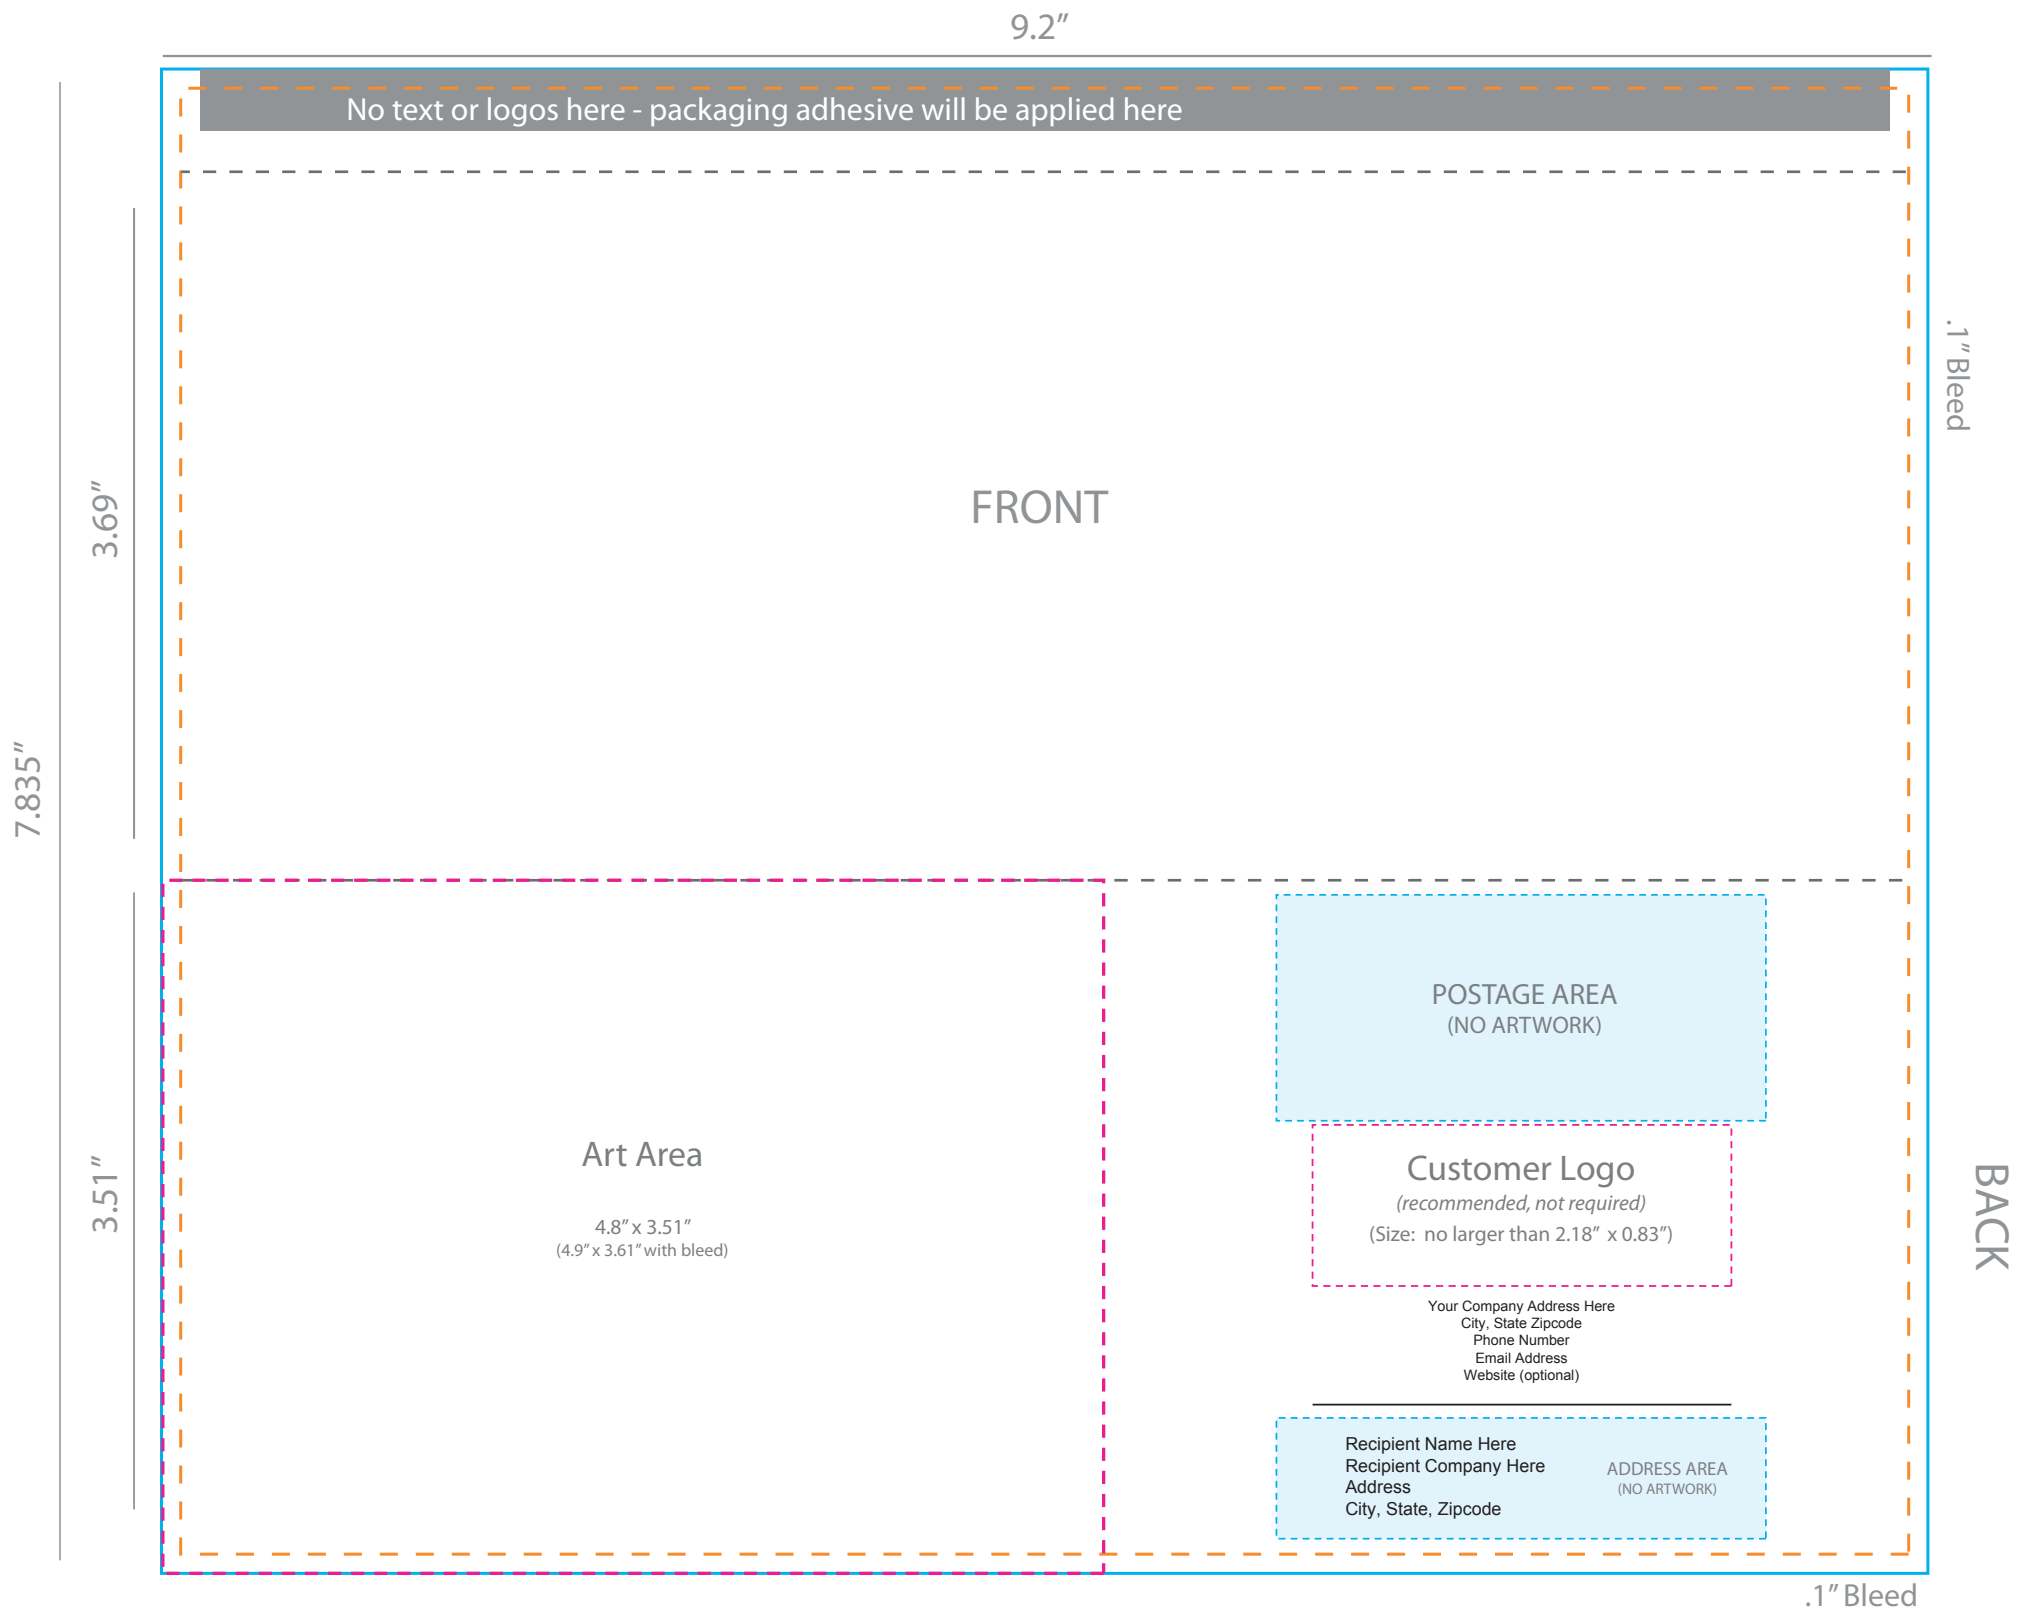 9.2”
No text or logos here - packaging adhesive will be applied here
.1” Bleed
FRONT
3.69”
7.835”
3.51”
Art Area
4.8” x 3.51”
(4.9” x 3.61” with bleed)
POSTAGE AREA
(NO ARTWORK)
Customer Logo
(recommended, not required)
(Size: no larger than 2.18” x 0.83”)
BACK
Your Company Address Here
City, State Zipcode
Phone Number
Email Address
Website (optional)
Recipient Name Here
Recipient Company Here
Address
City, State, Zipcode
ADDRESS AREA
(NO ARTWORK)
.1” Bleed